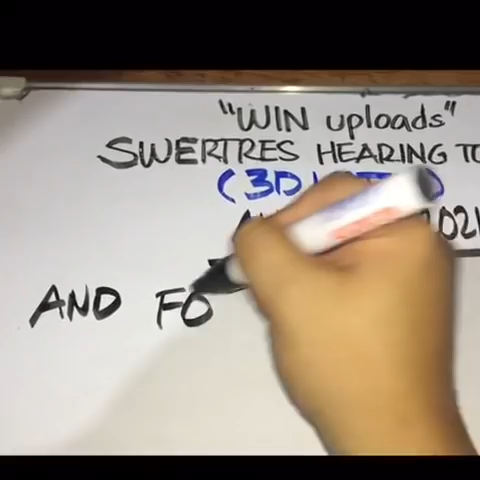 "WIN uploads"
SWERTRES HEARING TO
(3D
AND FO